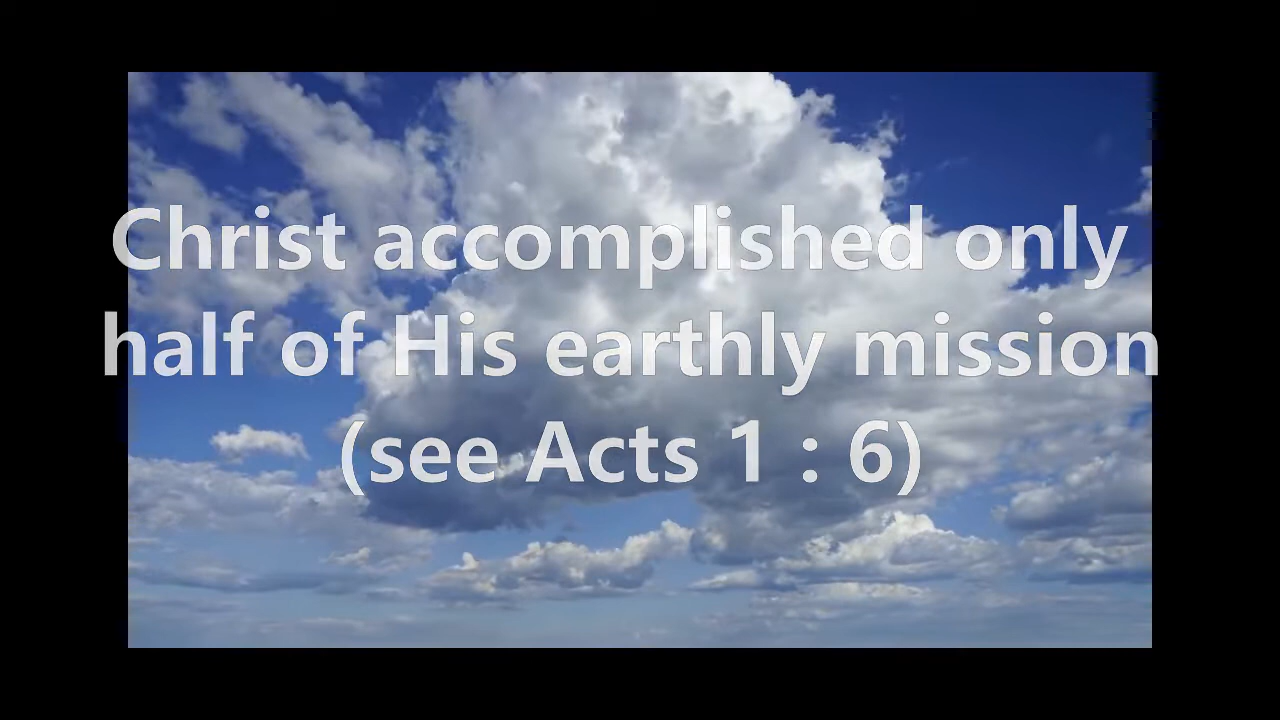 Christ accomplished only
half of His earthly mission
(see Acts 1 : 6)